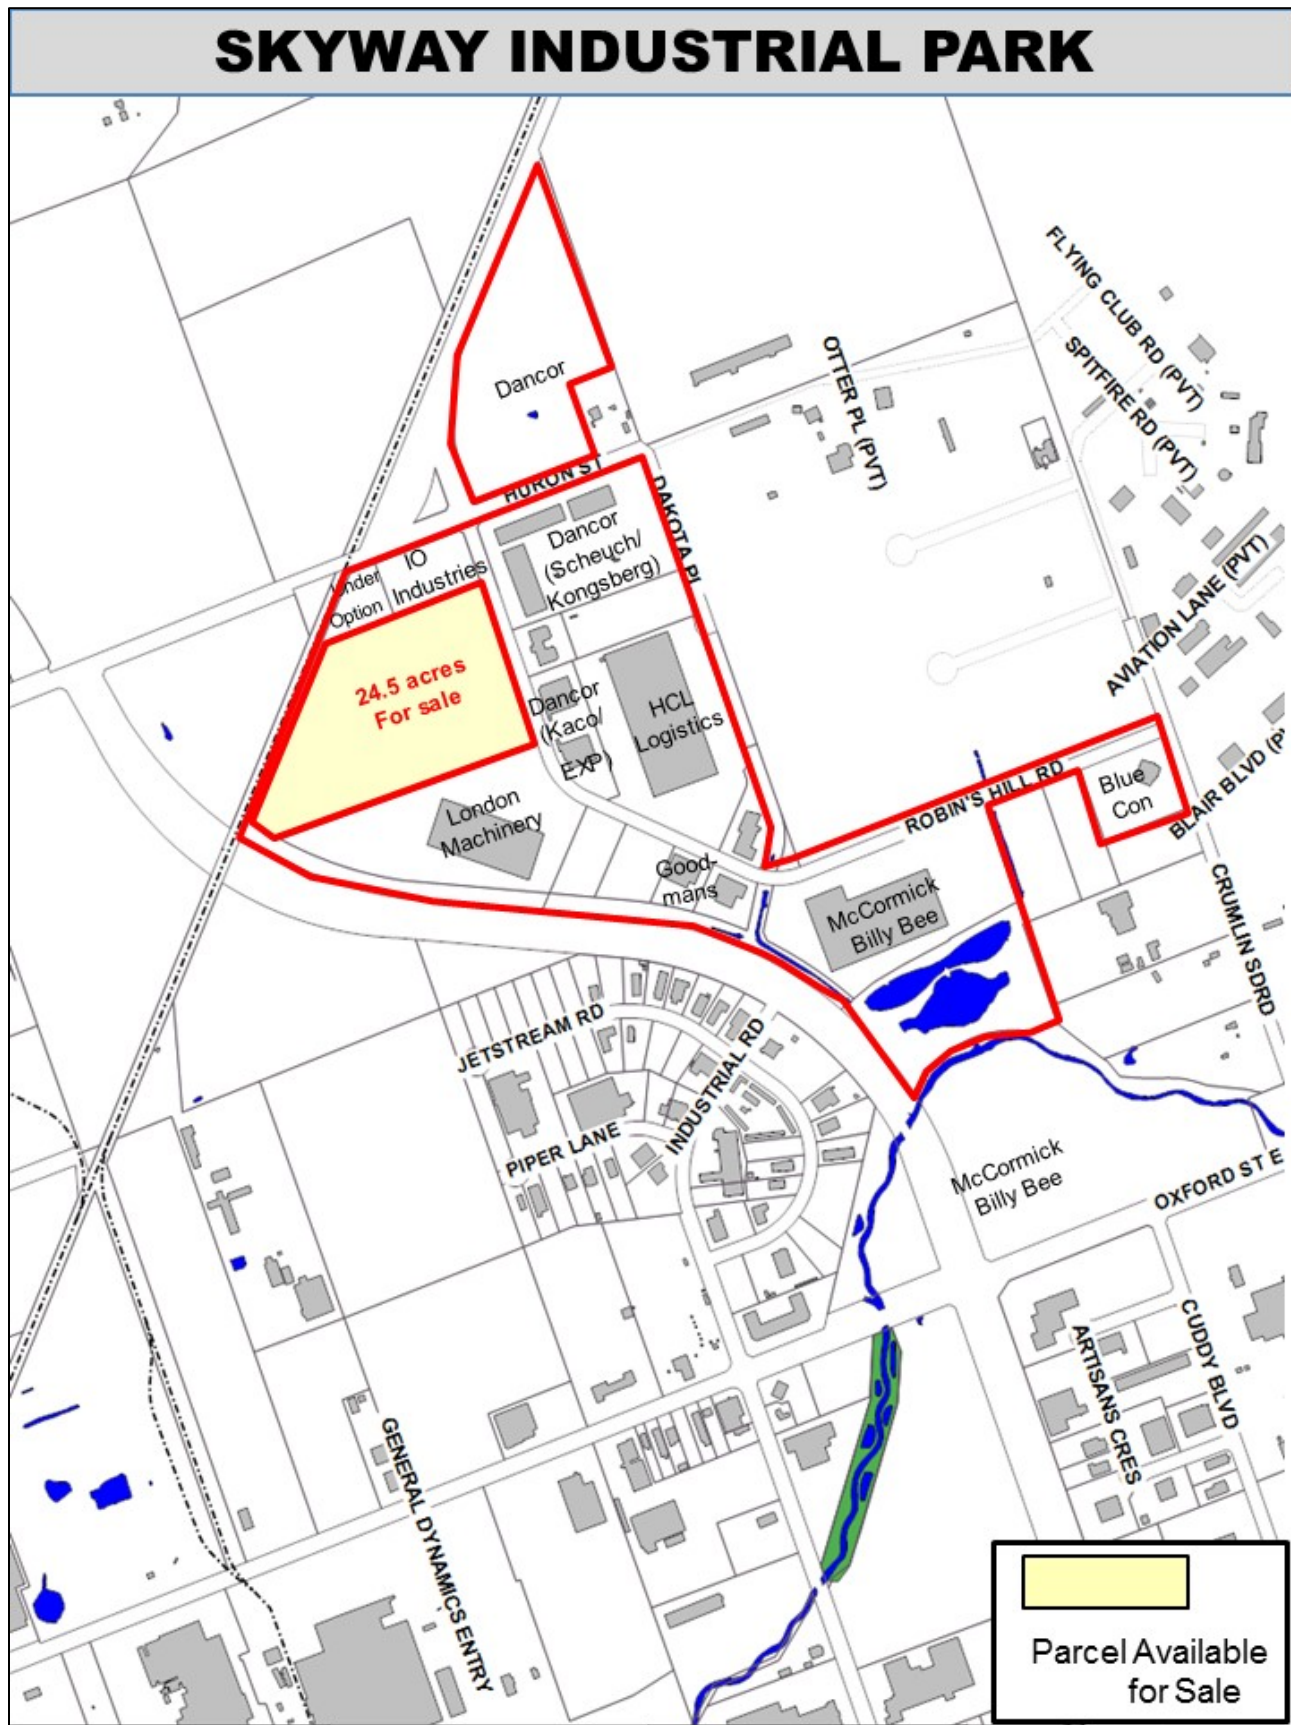 SKYWAY INDUSTRIAL PARK
FLYING CLUB RD (PVT)
SPITFIRE RD (PVT)
OTTER PL (PVT)
Dancor
HURON ST
DAKOTA PL
Dancor
(Scheuch/
Kongsberg)
IO
Industries
Under
Option
24.5 acres
For sale
AVIATION LANE (PVT)
Dancor
(Kaco/
EXP)
HCL
Logistics
London
Machinery
ROBIN'S HILL RD
Blue
Con
BLAIR BLVD
Good-
mans
McCormick
Billy Bee
CRUMLIN SDRD
JETSTREAM RD
INDUSTRIAL RD
PIPER LANE
McCormick
Billy Bee
OXFORD ST E
CUDDY BLVD
ARTISANS CRES
GENERAL DYNAMICS ENTRY
Parcel Available
for Sale